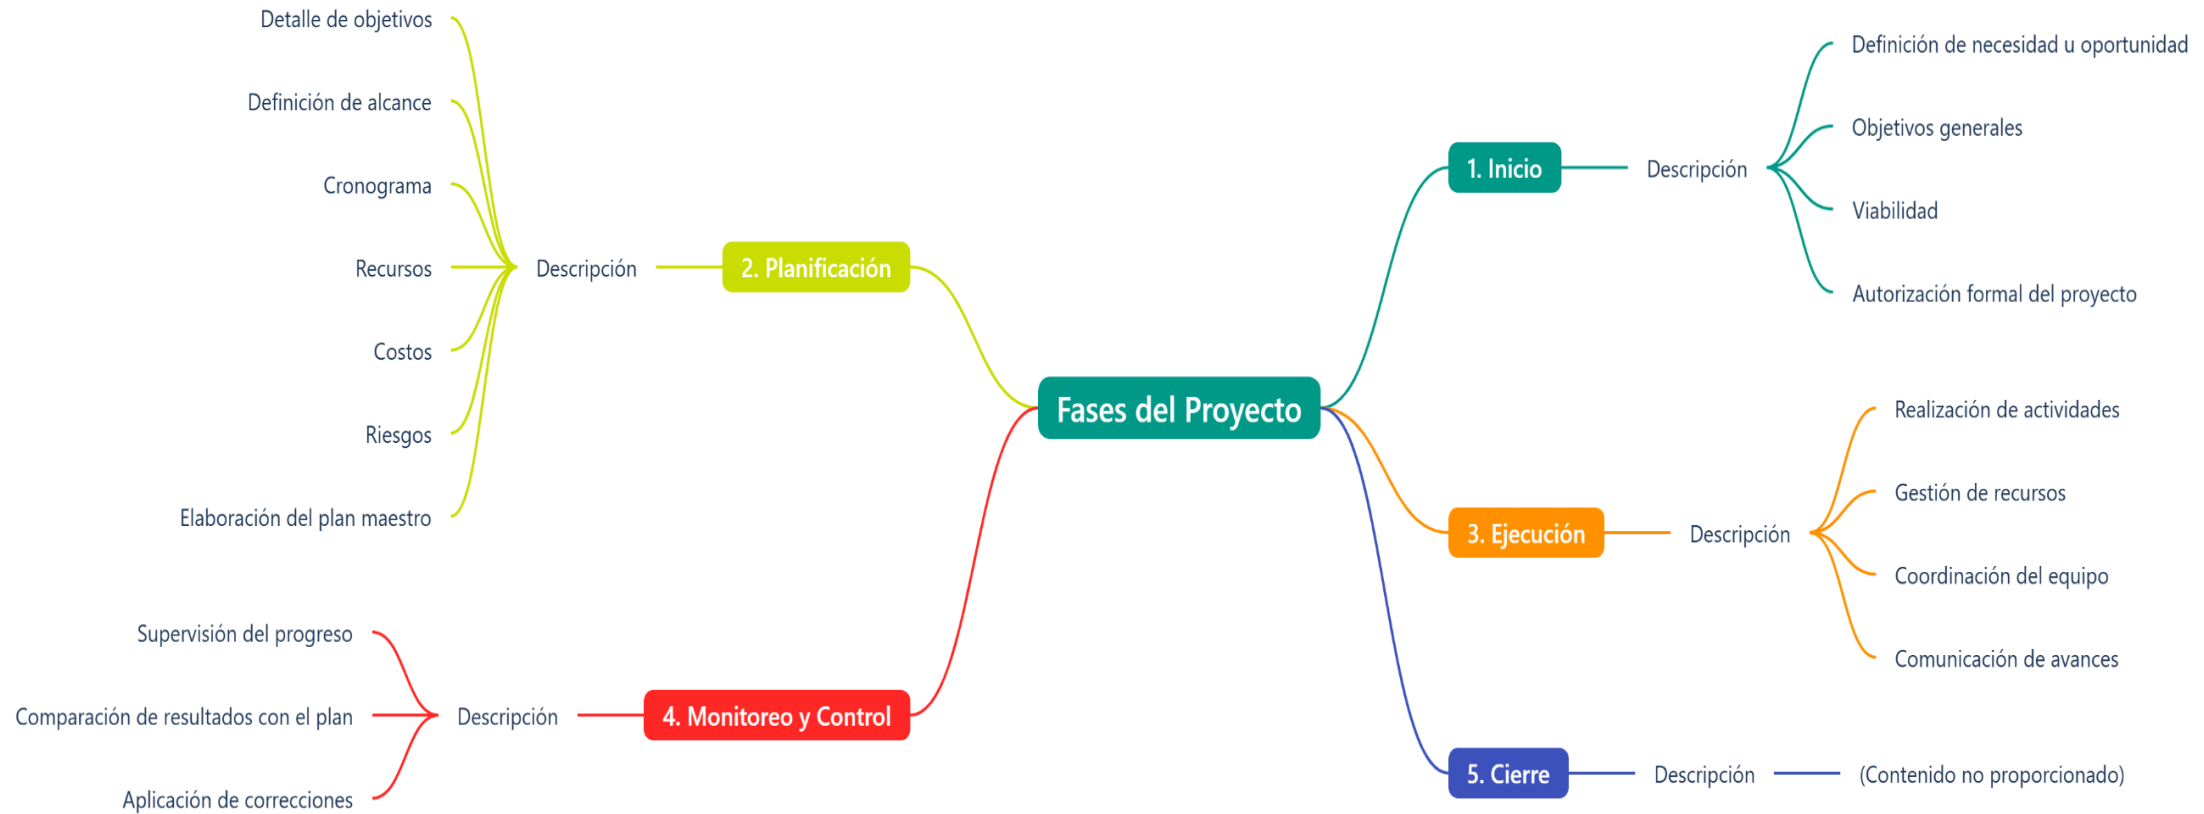 Fases del Proyecto
1. Inicio
Descripción
Definición de necesidad u oportunidad
Objetivos generales
Viabilidad
Autorización formal del proyecto
2. Planificación
Descripción
Detalle de objetivos
Definición de alcance
Cronograma
Recursos
Costos
Riesgos
Elaboración del plan maestro
3. Ejecución
Descripción
Realización de actividades
Gestión de recursos
Coordinación del equipo
Comunicación de avances
4. Monitoreo y Control
Descripción
Supervisión del progreso
Comparación de resultados con el plan
Aplicación de correcciones
5. Cierre
Descripción
(Contenido no proporcionado)